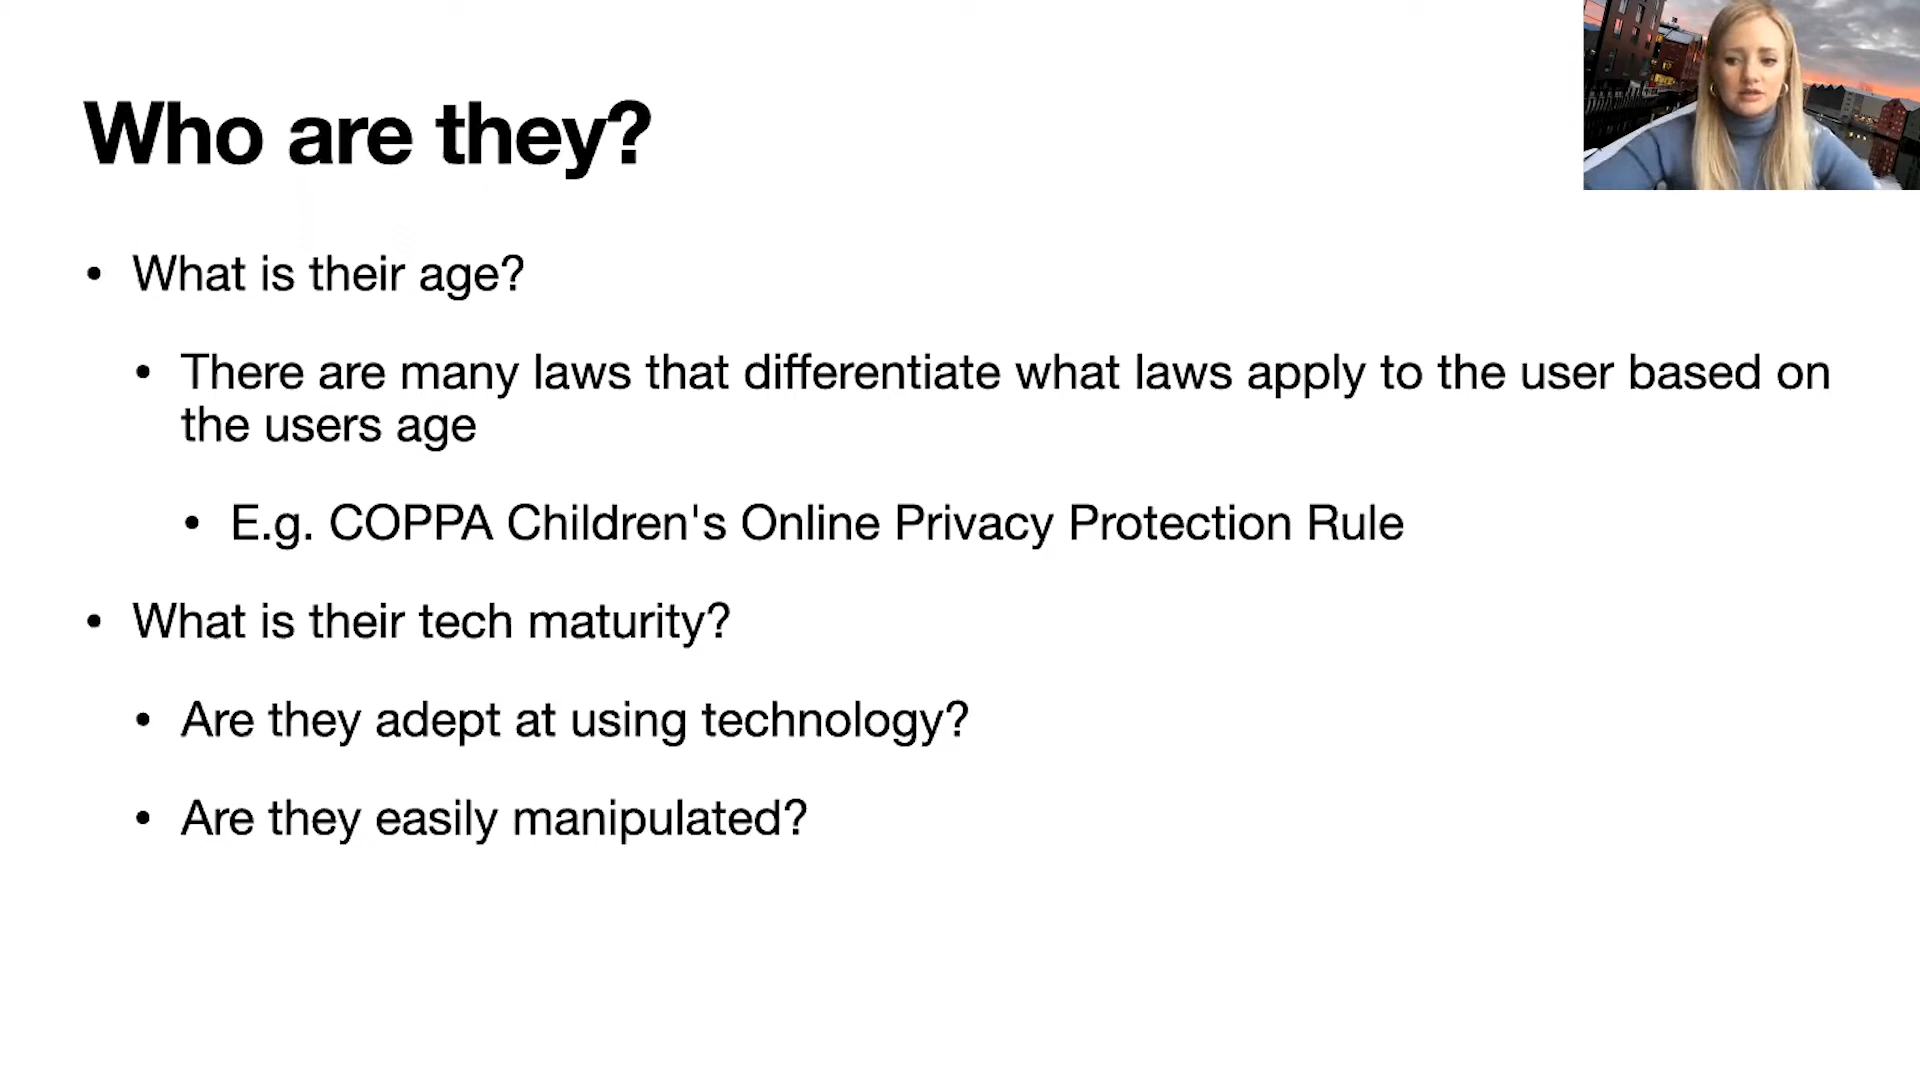 Who are they?
• What is their age?
• There are many laws that differentiate what laws apply to the user based on
the users age
• E.g. COPPA Children's Online Privacy Protection Rule
• What is their tech maturity?
• Are they adept at using technology?
• Are they easily manipulated?